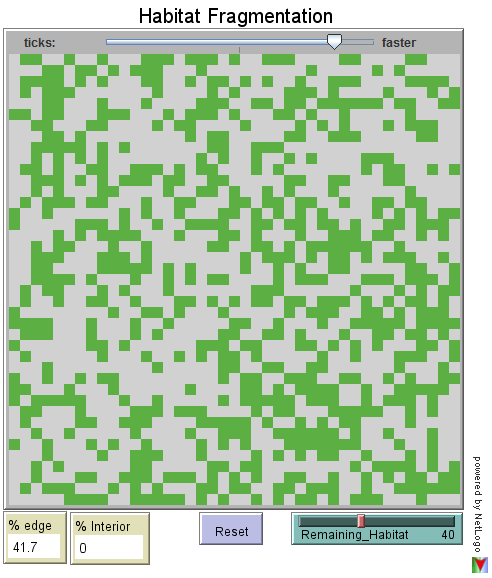 Habitat Fragmentation
ticks:
faster
% edge
41.7
% Interior
0
Reset
Remaining_Habitat
40
powered by NetLogo